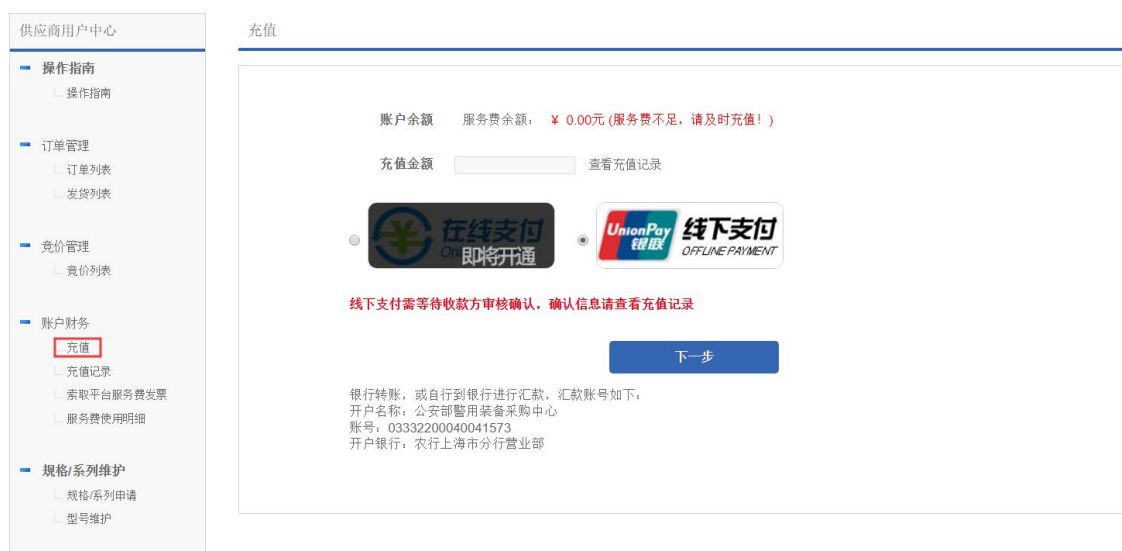 供应商用户中心
操作指南
操作指南
订单管理
订单列表
发货列表
竞价管理
竞价列表
账户财务
充值
充值记录
索取平台服务费发票
服务费使用明细
规格/系列维护
规格/系列申请
型号维护
充值
账户余额 服务费余额： ¥ 0.00元 (服务费不足，请及时充值！)
充值金额 查看充值记录
在线支付
即将开通
UnionPay
银联
线下支付
OFFLINE PAYMENT
线下支付需等待收款方审核确认，确认信息请查看充值记录
下一步
银行转账，或自行到银行进行汇款，汇款账号如下：
开户名称：公安部警用装备采购中心
账号：03332200040041573
开户银行：农行上海市分行营业部